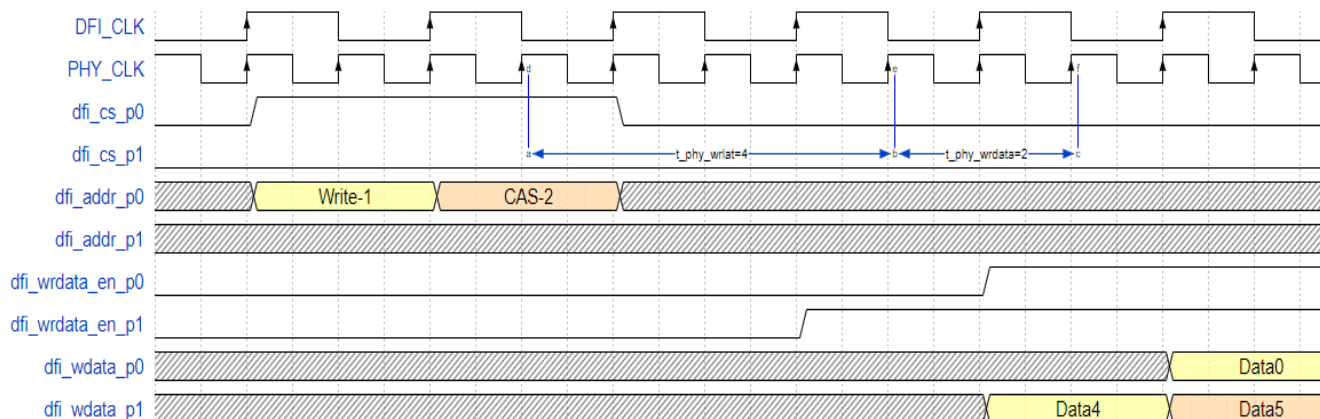 DFI_CLK
PHY_CLK
d
e
f
dfi_cs_p0
dfi_cs_p1
a
t_phy_wrlat=4
b
t_phy_wrdata=2
c
dfi_addr_p0
Write-1
CAS-2
dfi_addr_p1
dfi_wrdata_en_p0
dfi_wrdata_en_p1
dfi_wdata_p0
Data0
dfi_wdata_p1
Data4
Data5